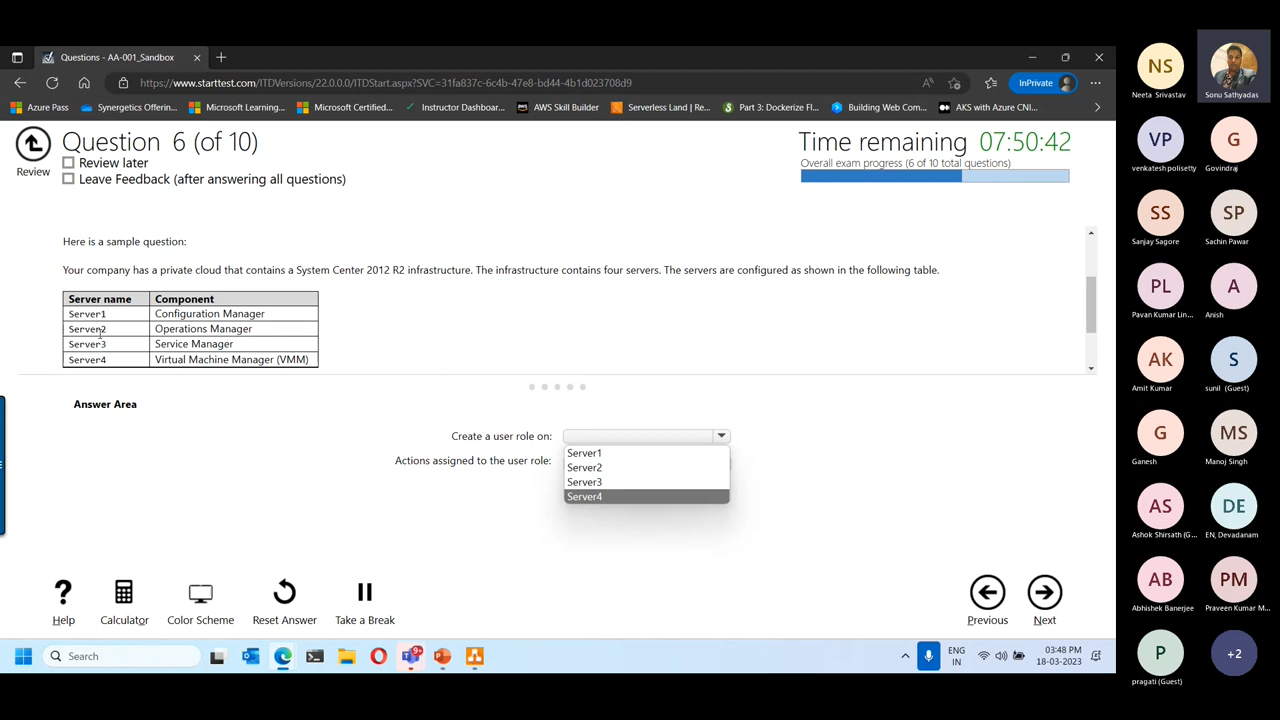 Questions - AA-001_Sandbox
https://www.starttest.com/ITDVersions/22.0.0.0/ITDStart.aspx?SVC=31fa837c-6c4b-47e8-bd44-4b1d023708d9
InPrivate
Azure Pass
Synergetics Offering...
Microsoft Learning...
Microsoft Certified...
Instructor Dashboar...
AWS Skill Builder
Serverless Land | Re...
Part 3: Dockerize Fl...
Building Web Com...
AKS with Azure CNI...
Question 6 (of 10)
Review later
Leave Feedback (after answering all questions)
Review
Time remaining 07:50:42
Overall exam progress (6 of 10 total questions)
Here is a sample question:
Your company has a private cloud that contains a System Center 2012 R2 infrastructure. The infrastructure contains four servers. The servers are configured as shown in the following table.
Server name Component
Server1 Configuration Manager
Server2 Operations Manager
Server3 Service Manager
Server4 Virtual Machine Manager (VMM)
Answer Area
Create a user role on:
Actions assigned to the user role:
Server1
Server2
Server3
Server4
Help
Calculator
Color Scheme
Reset Answer
Take a Break
Previous
Next
Search
9+
ENG
IN
03:48 PM
18-03-2023
NS
Neeta Srivastav
Sonu Sathyadas
VP
venkatesh polisetty
G
Govindraj
SS
Sanjay Sagore
SP
Sachin Pawar
PL
Pavan Kumar Lin...
A
Anish
AK
Amit Kumar
S
sunil (Guest)
G
Ganesh
MS
Manoj Singh
AS
Ashok Shirsath (G...
DE
EN, Devadanam
AB
Abhishek Banerjee
PM
Praveen Kumar M...
P
pragati (Guest)
+2